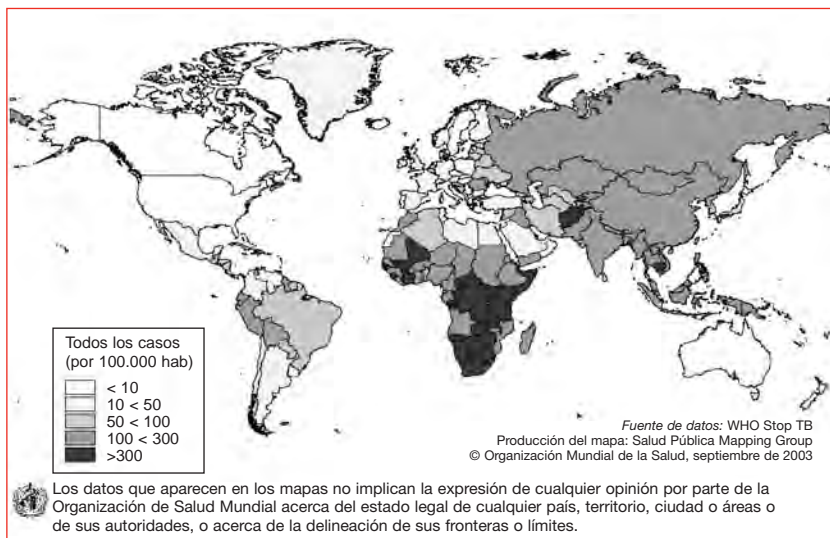 Todos los casos
(por 100.000 hab)
< 10
10 < 50
50 < 100
100 < 300
>300
Fuente de datos: WHO Stop TB
Producción del mapa: Salud Pública Mapping Group
© Organización Mundial de la Salud, septiembre de 2003
Los datos que aparecen en los mapas no implican la expresión de cualquier opinión por parte de la
Organización de Salud Mundial acerca del estado legal de cualquier país, territorio, ciudad o áreas o
de sus autoridades, o acerca de la delineación de sus fronteras o límites.